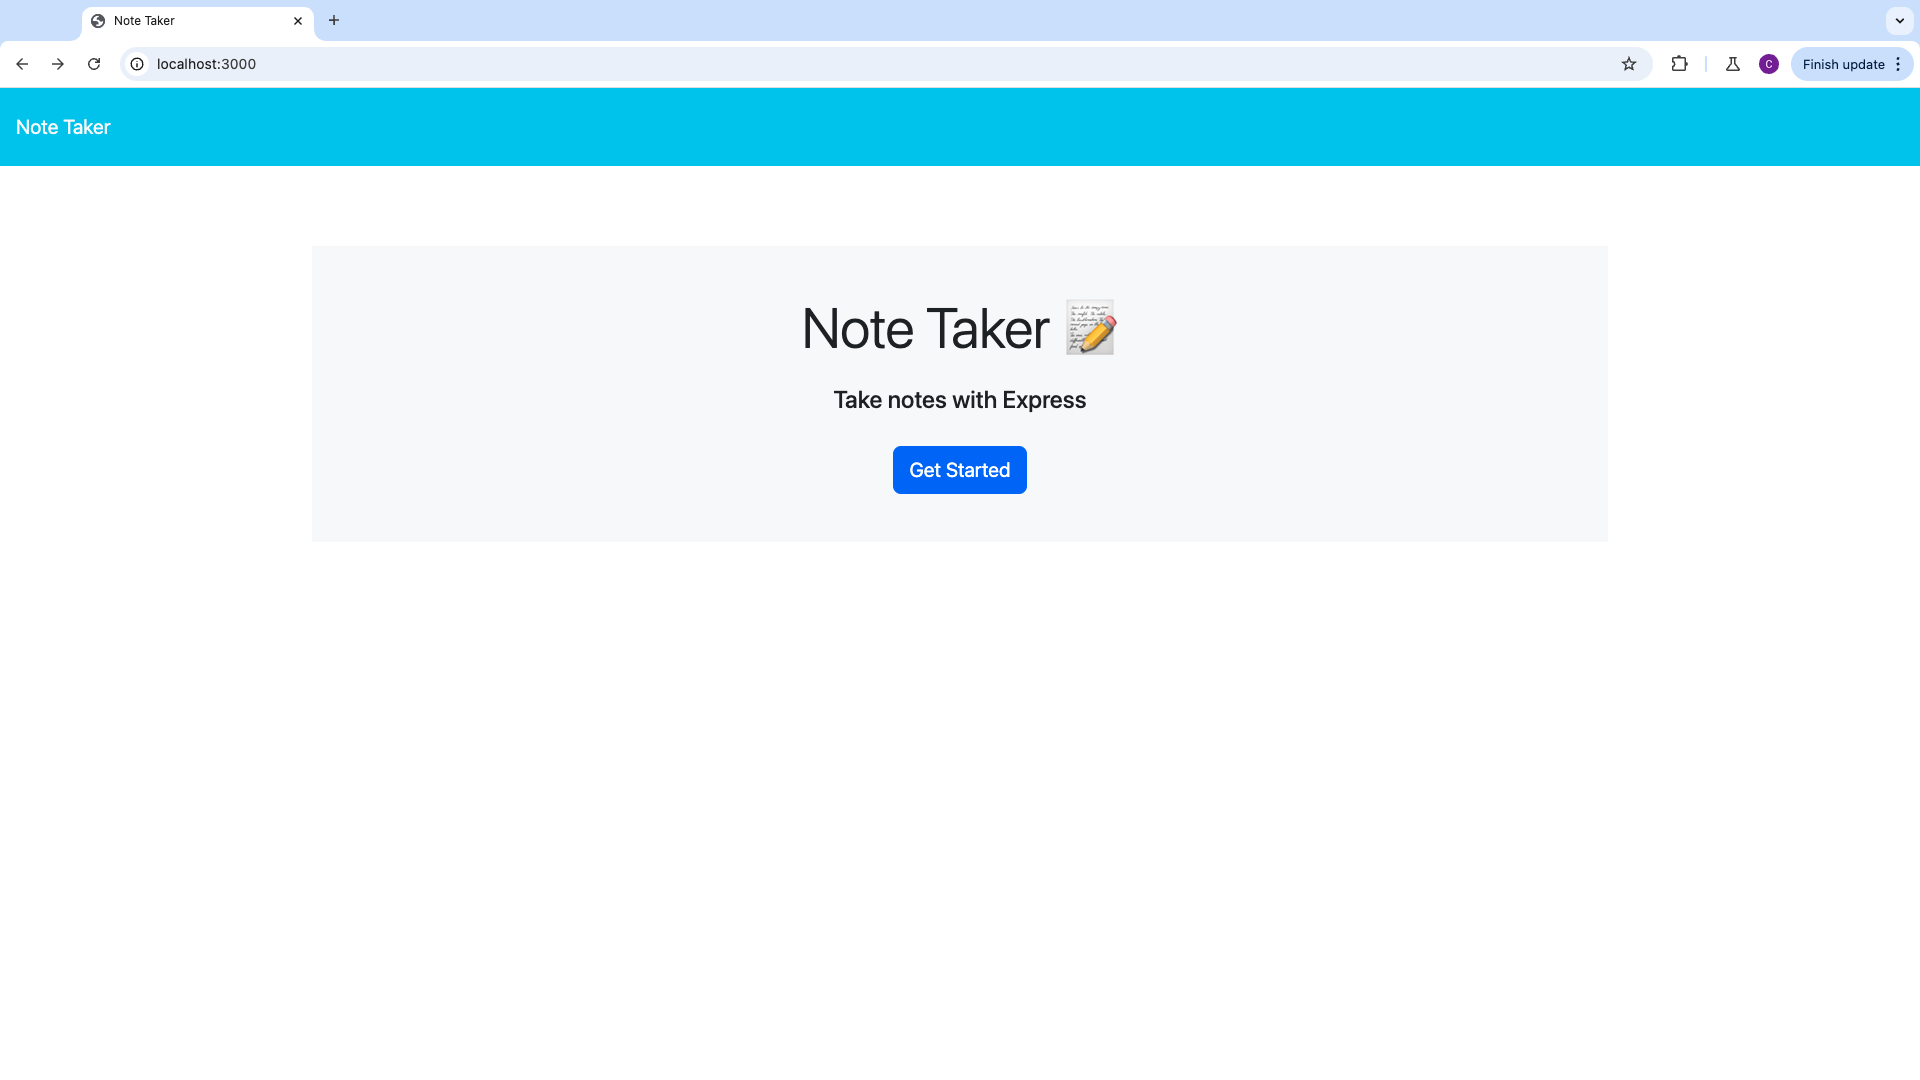 Note Taker
localhost:3000
C
Finish update
Note Taker
Note Taker
Take notes with Express
Get Started